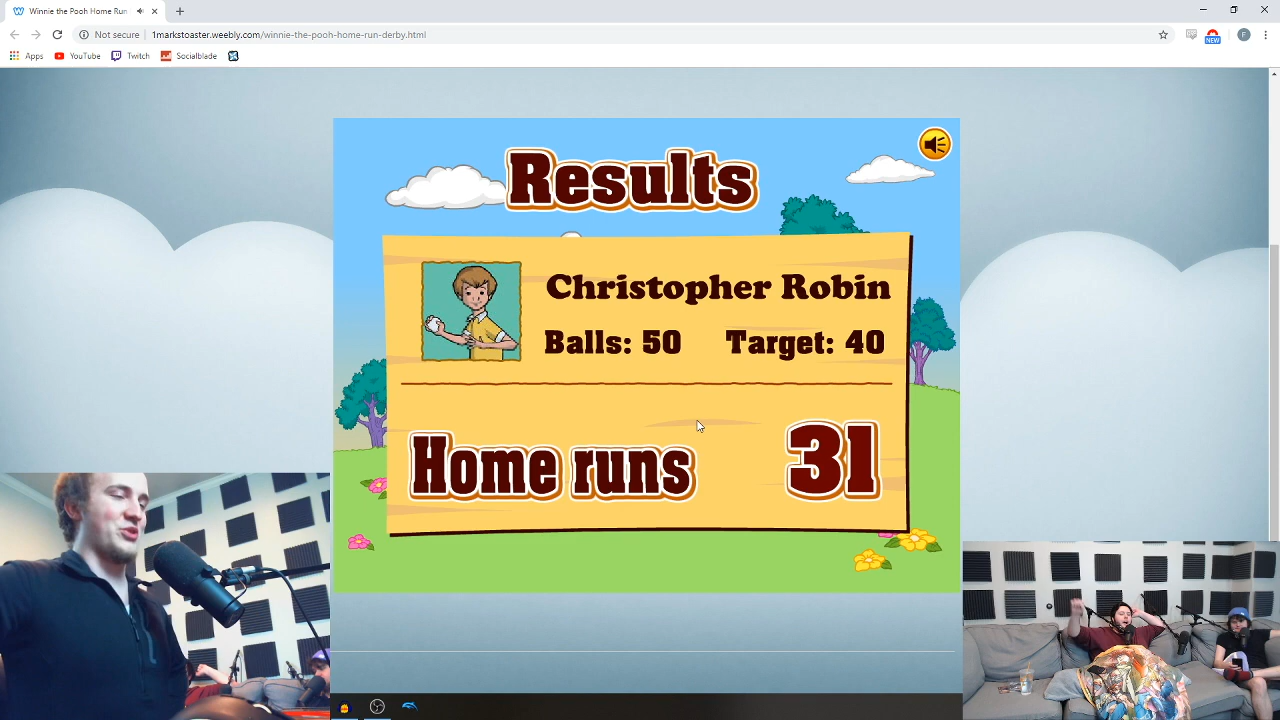 Winnie the Pooh Home Run
Not secure
1markstoaster.weebly.com/winnie-the-pooh-home-run-derby.html
NEW
F
Apps
YouTube
Twitch
Socialblade
Results
Christopher Robin
Balls: 50
Target: 40
Home runs
31